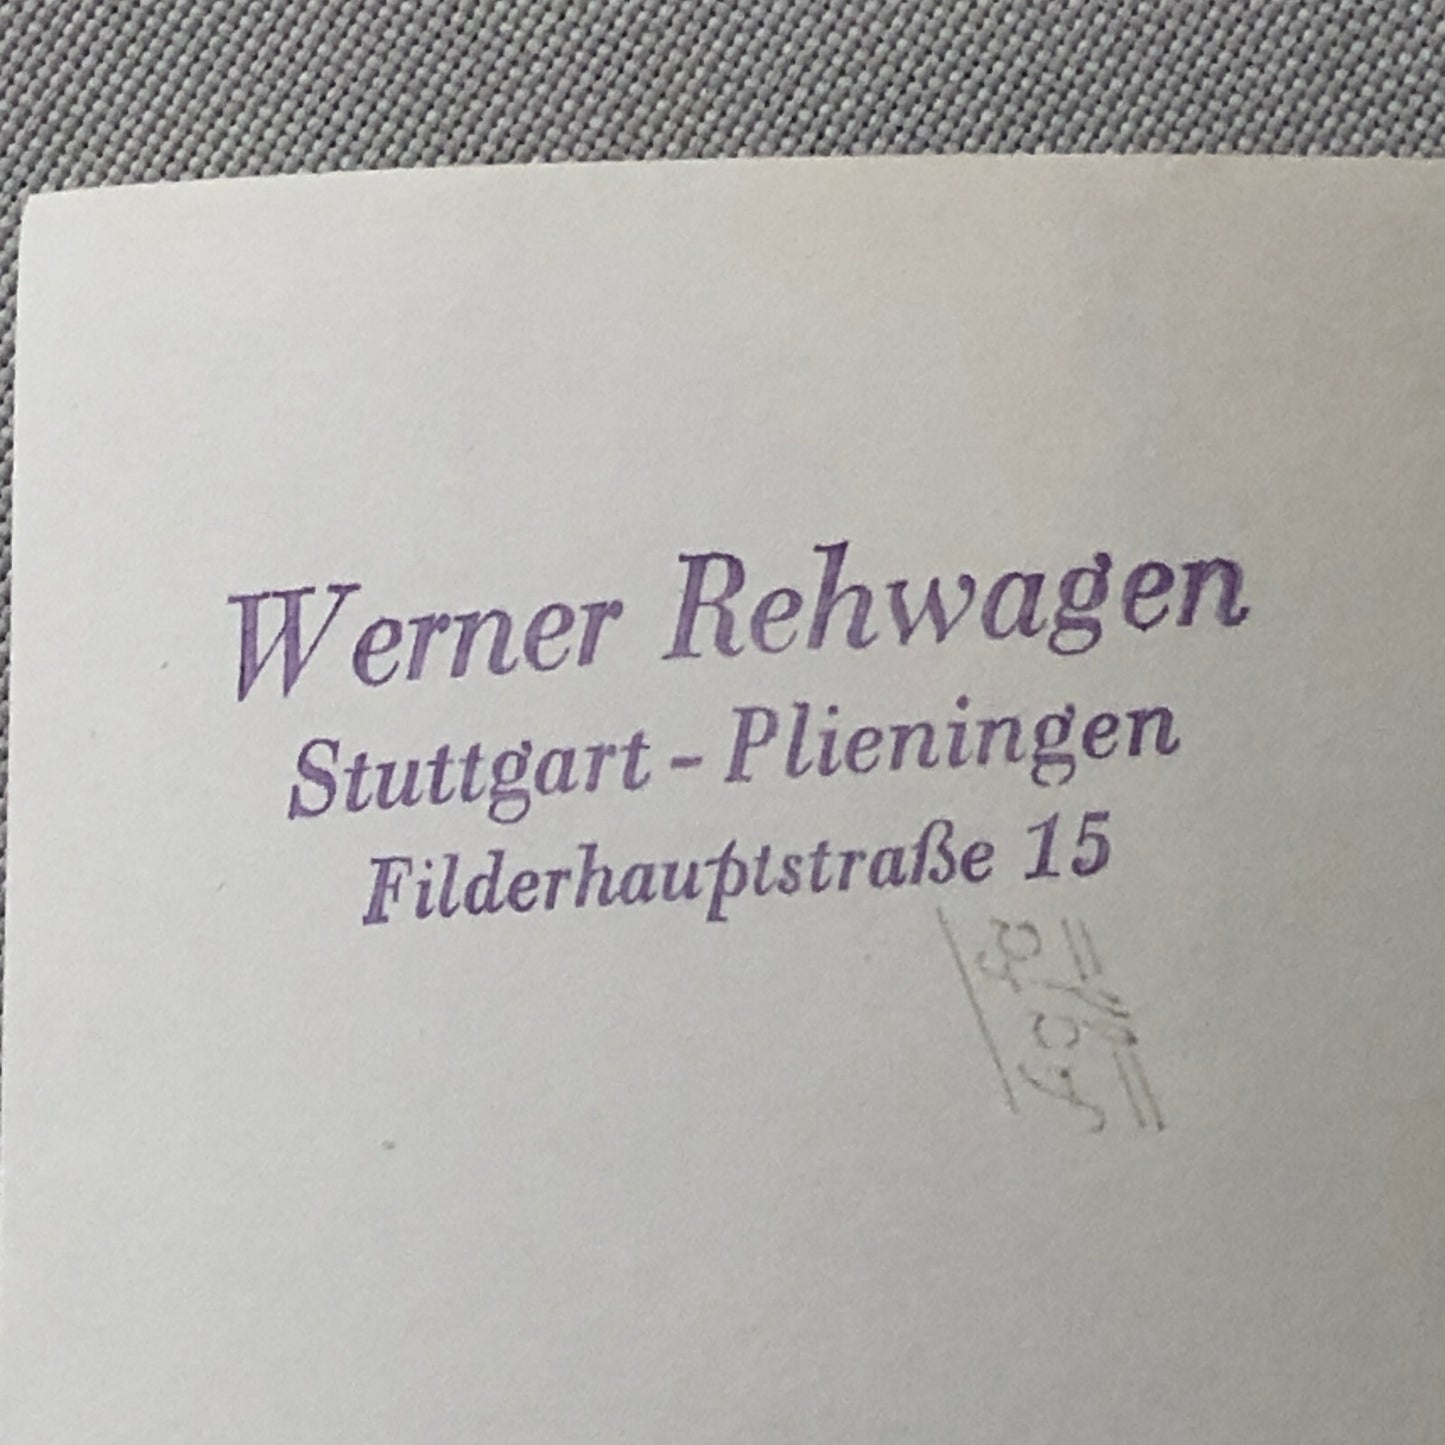 Werner Rehwagen
Stuttgart - Plieningen
Filderhauptstraße 15